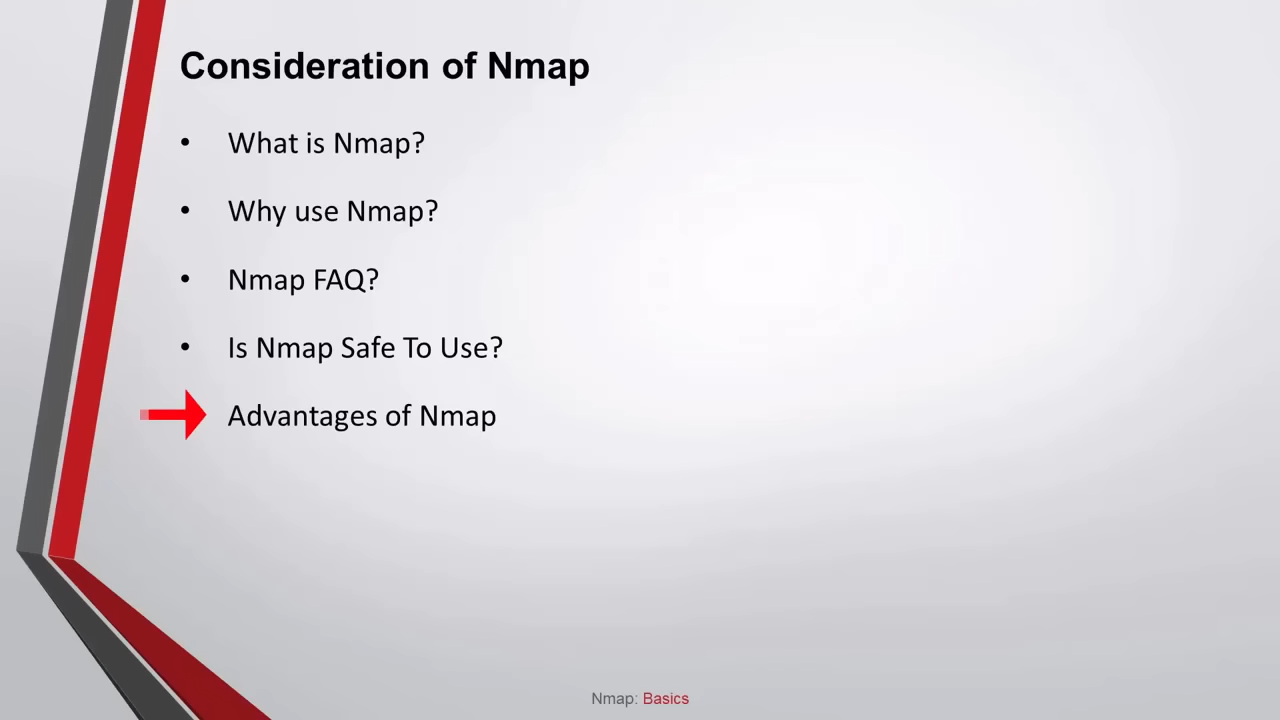 Consideration of Nmap
• What is Nmap?
• Why use Nmap?
• Nmap FAQ?
• Is Nmap Safe To Use?
Advantages of Nmap
Nmap: Basics